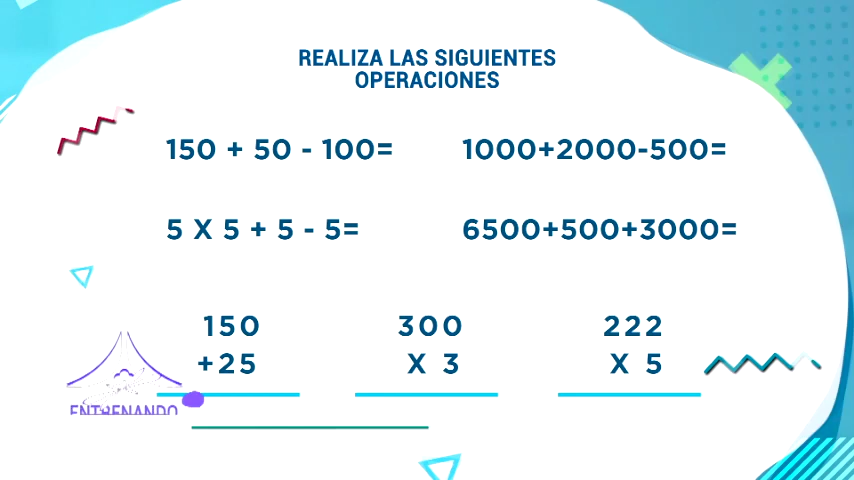 REALIZA LAS SIGUIENTES
OPERACIONES
150 + 50 - 100=
1000+2000-500=
5 X 5 + 5 - 5=
6500+500+3000=
150
+25
300
X 3
222
X 5
ENTRENANDO